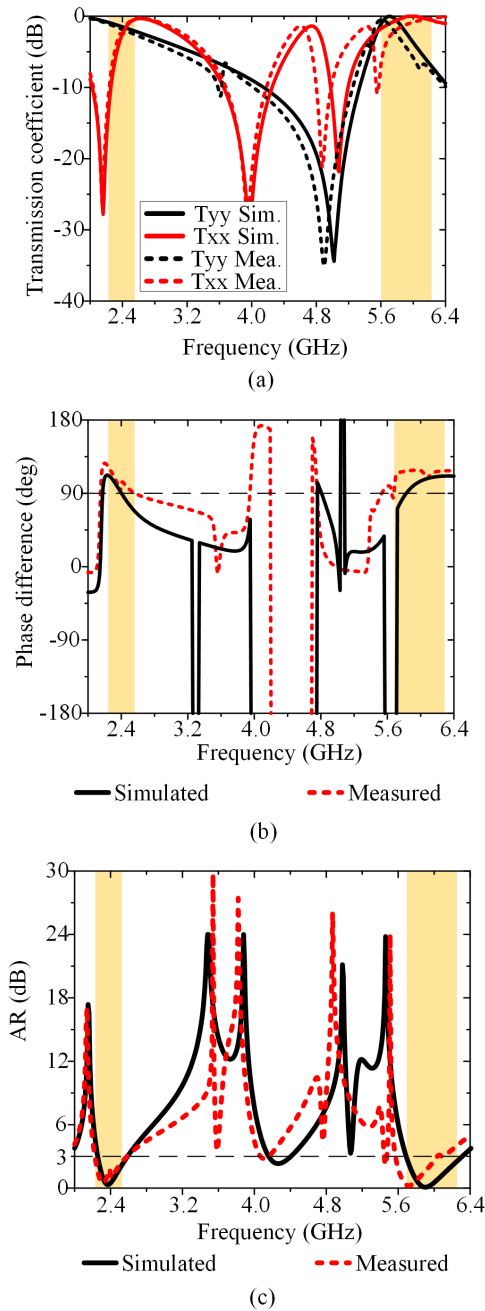 0
-10
-20
-30
-40
Transmission coefficient (dB)
Tyy Sim.
Txx Sim.
Tyy Mea.
Txx Mea.
2.4 3.2 4.0 4.8 5.6 6.4
Frequency (GHz)
(a)
180
90
0
-90
-180
Phase difference (deg)
2.4 3.2 4.0 4.8 5.6 6.4
Frequency (GHz)
Simulated Measured
(b)
30
24
18
12
6
3
0
AR (dB)
2.4 3.2 4.0 4.8 5.6 6.4
Frequency (GHz)
Simulated Measured
(c)